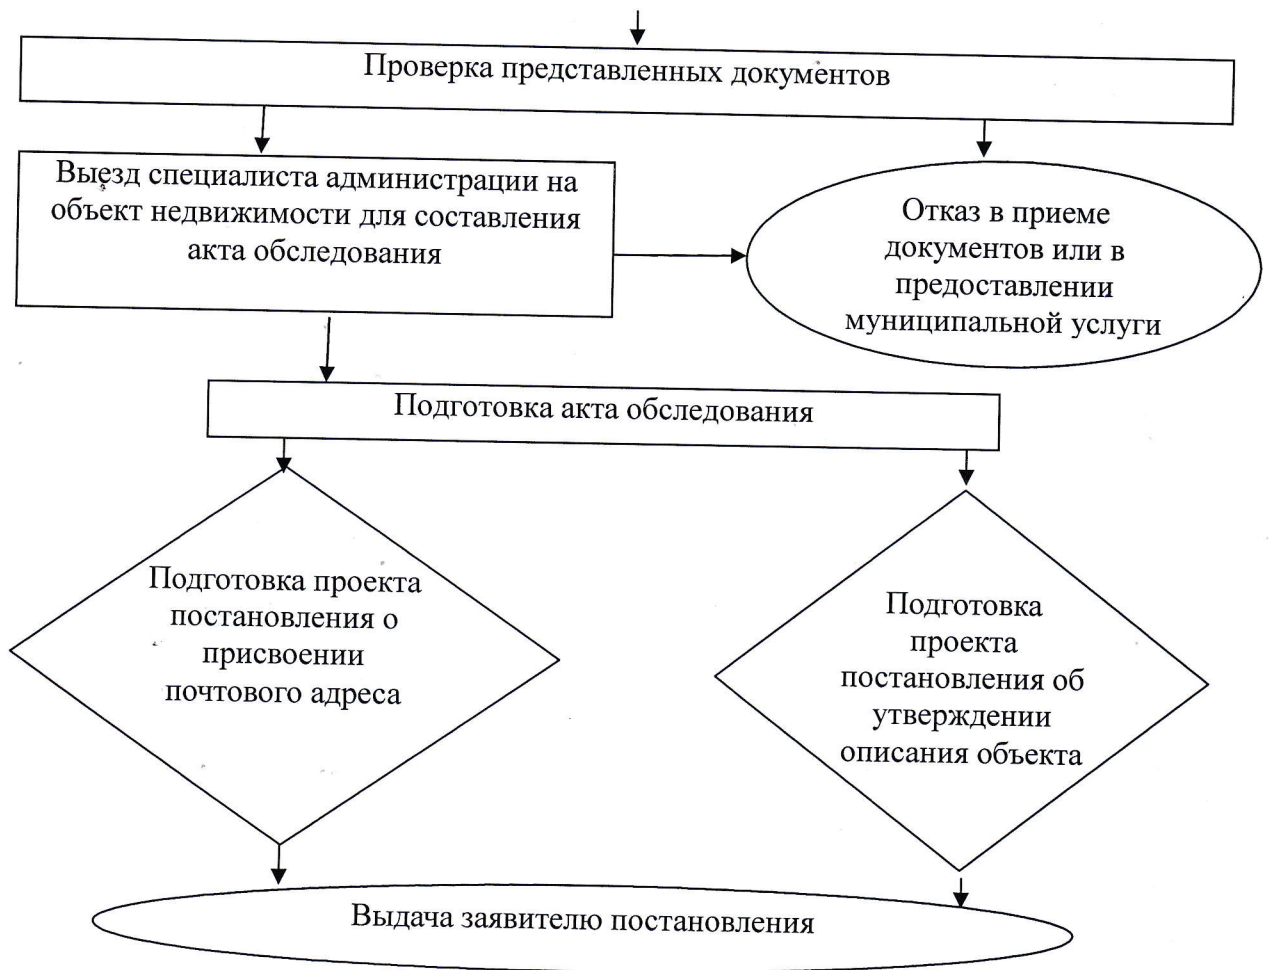 Проверка представленных документов
Выезд специалиста администрации на
объект недвижимости для составления
акта обследования
Отказ в приеме
документов или в
предоставлении
муниципальной услуги
Подготовка акта обследования
Подготовка проекта
постановления о
присвоении
почтового адреса
Подготовка
проекта
постановления об
утверждении
описания объекта
Выдача заявителю постановления